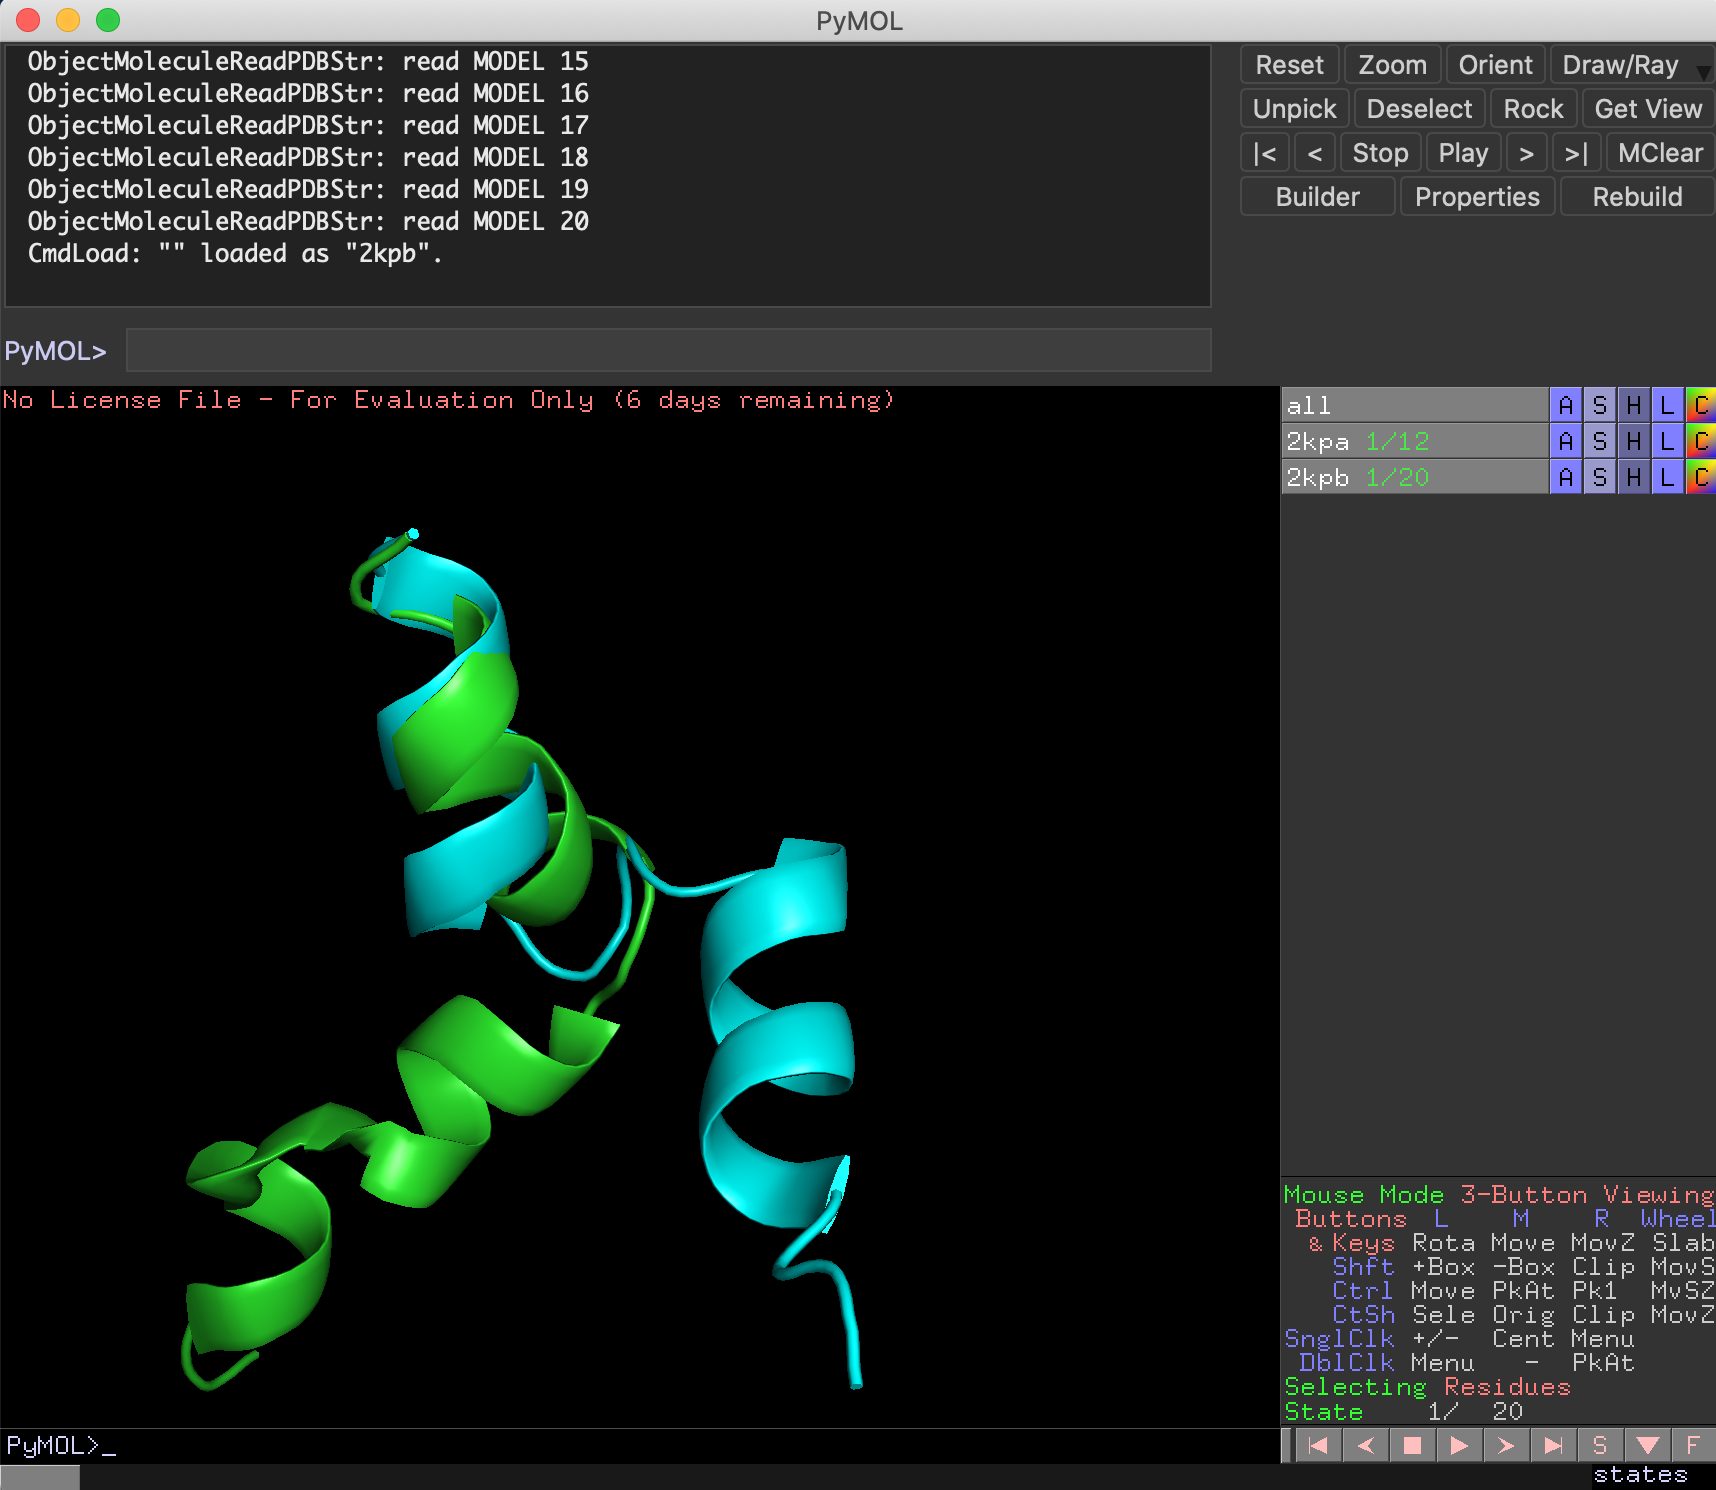 PyMOL
ObjectMoleculeReadPDBStr: read MODEL 15
ObjectMoleculeReadPDBStr: read MODEL 16
ObjectMoleculeReadPDBStr: read MODEL 17
ObjectMoleculeReadPDBStr: read MODEL 18
ObjectMoleculeReadPDBStr: read MODEL 19
ObjectMoleculeReadPDBStr: read MODEL 20
CmdLoad: "" loaded as "2kpb".
Reset Zoom Orient Draw/Ray
Unpick Deselect Rock Get View
|< < Stop Play > >| MClear
Builder Properties Rebuild
PyMOL>
No License File - For Evaluation Only (6 days remaining)
all A S H L C
2kpa 1/12 A S H L C
2kpb 1/20 A S H L C
Mouse Mode 3-Button Viewing
Buttons L M R Wheel
& Keys Rota Move MovZ Slab
Shft +Box -Box Clip MovS
Ctrl Move PkAt Pk1 MvSZ
CtSh Sele Orig Clip MovZ
SnglClk +/- Cent Menu
DblClk Menu - PkAt
Selecting Residues
State 1/ 20
PyMOL>_
S F
states